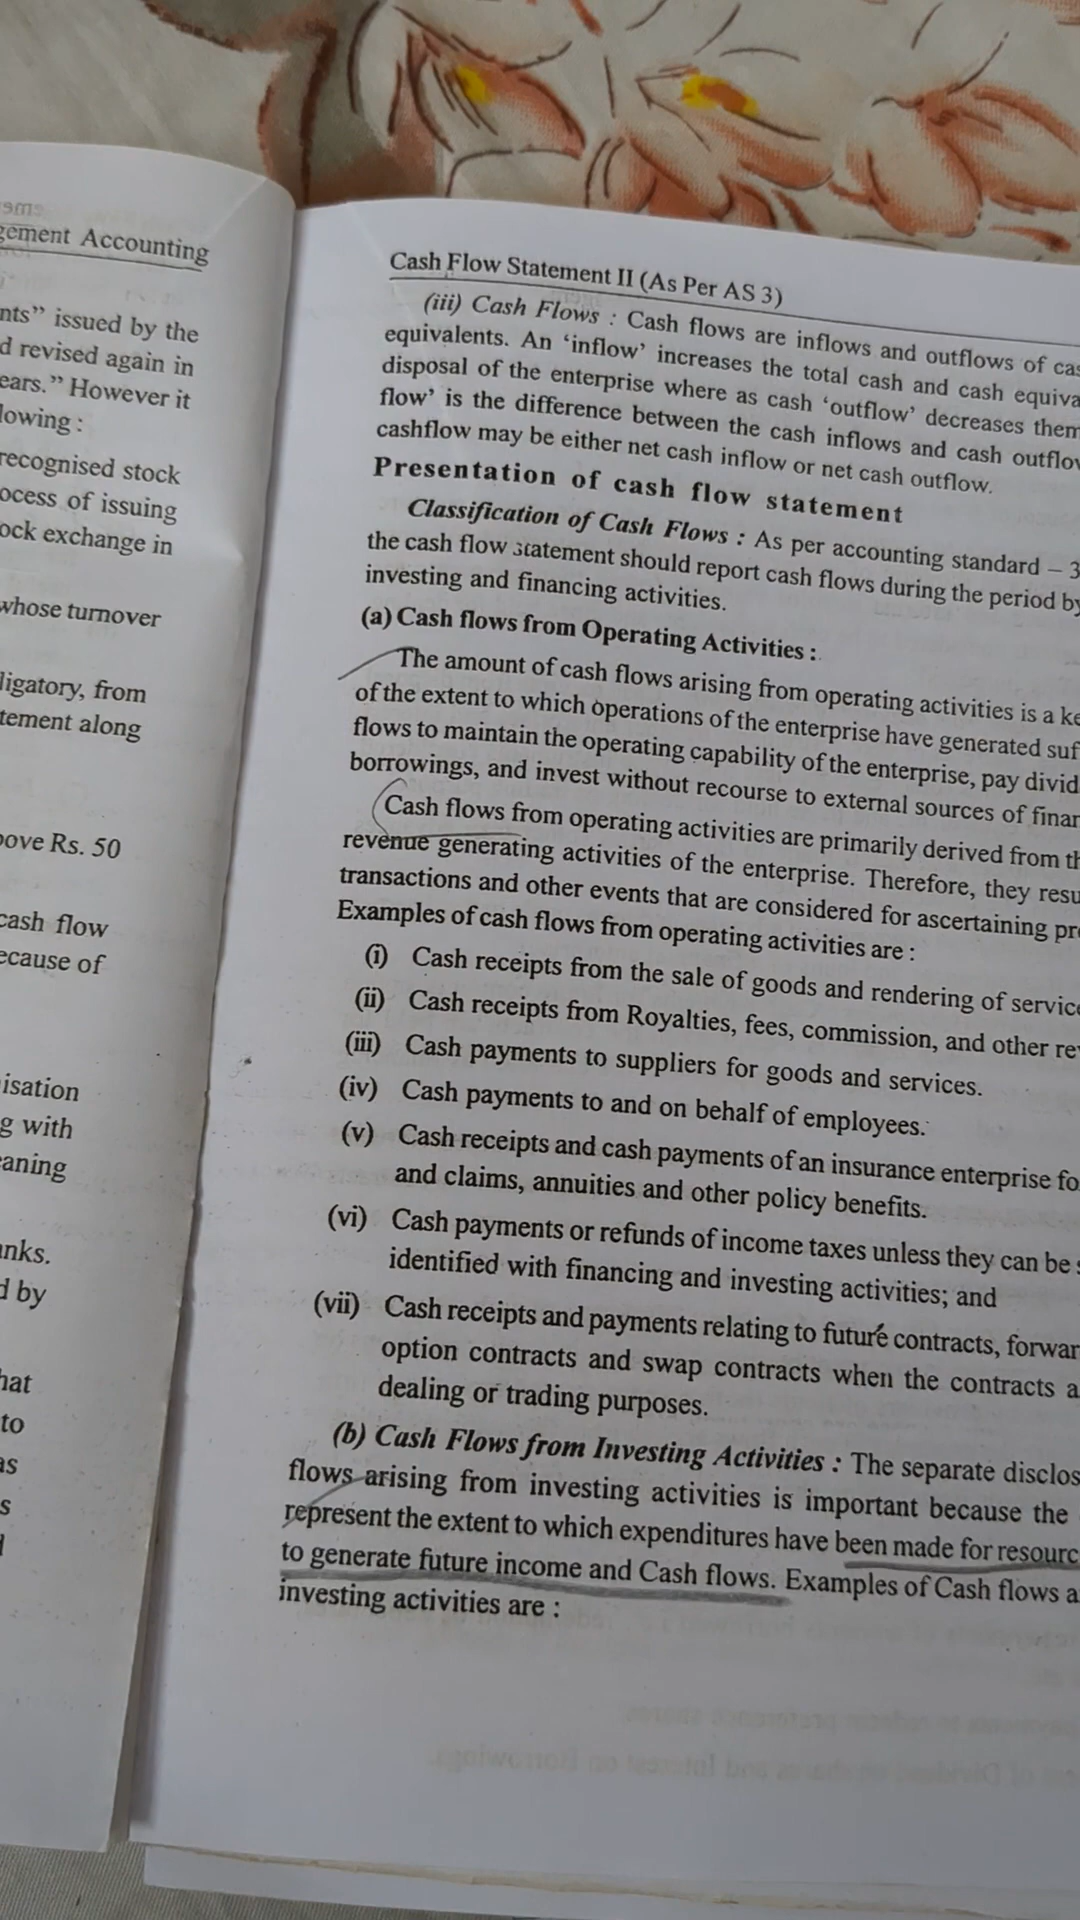 gement Accounting
nts” issued by the
d revised again in
ears.” However it
lowing :
recognised stock
ocess of issuing
ock exchange in
whose turnover
ligatory, from
tement along
ove Rs. 50
cash flow
ecause of
isation
g with
aning
nks.
d by
hat
to
as
s
Cash Flow Statement II (As Per AS 3)
(iii) Cash Flows : Cash flows are inflows and outflows of cas
equivalents. An ‘inflow’ increases the total cash and cash equiva
disposal of the enterprise where as cash ‘outflow’ decreases them
flow’ is the difference between the cash inflows and cash outflov
cashflow may be either net cash inflow or net cash outflow.
Presentation of cash flow statement
Classification of Cash Flows : As per accounting standard – 3
the cash flow statement should report cash flows during the period by
investing and financing activities.
(a) Cash flows from Operating Activities :
The amount of cash flows arising from operating activities is a ke
of the extent to which operations of the enterprise have generated suf
flows to maintain the operating capability of the enterprise, pay divid
borrowings, and invest without recourse to external sources of finan
Cash flows from operating activities are primarily derived from th
revenue generating activities of the enterprise. Therefore, they resu
transactions and other events that are considered for ascertaining pr
Examples of cash flows from operating activities are :
(i) Cash receipts from the sale of goods and rendering of service
(ii) Cash receipts from Royalties, fees, commission, and other re
(iii) Cash payments to suppliers for goods and services.
(iv) Cash payments to and on behalf of employees.
(v) Cash receipts and cash payments of an insurance enterprise fo
and claims, annuities and other policy benefits.
(vi) Cash payments or refunds of income taxes unless they can be s
identified with financing and investing activities; and
(vii) Cash receipts and payments relating to future contracts, forwar
option contracts and swap contracts when the contracts a
dealing or trading purposes.
(b) Cash Flows from Investing Activities : The separate disclos
flows arising from investing activities is important because the
represent the extent to which expenditures have been made for resourc
to generate future income and Cash flows. Examples of Cash flows a
investing activities are :